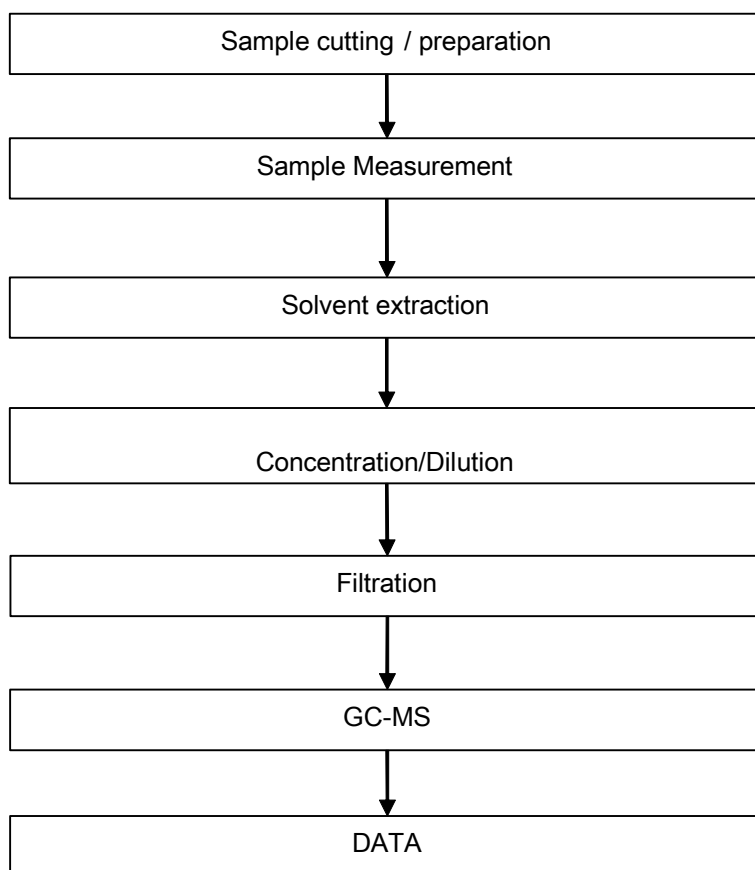 Sample cutting / preparation
Sample Measurement
Solvent extraction
Concentration/Dilution
Filtration
GC-MS
DATA